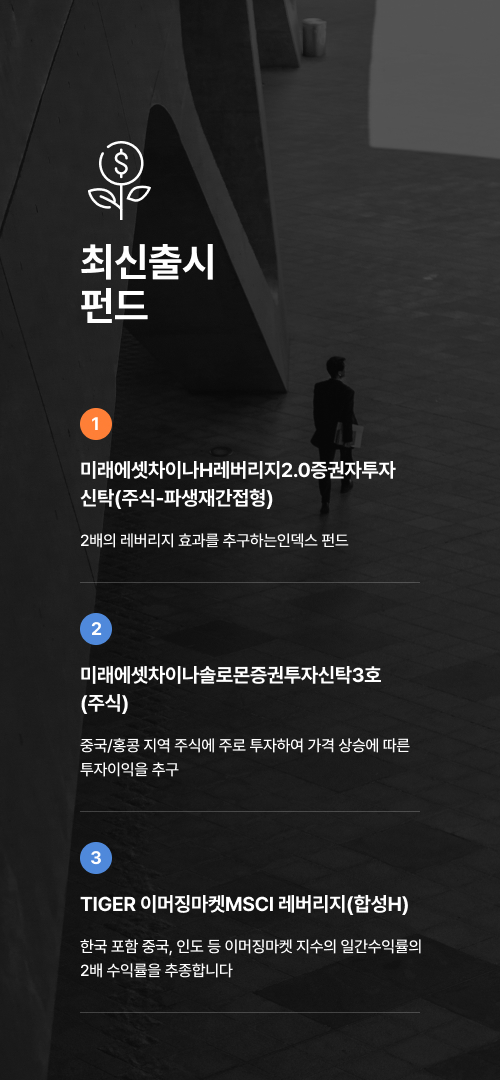 최신출시
펀드
1
미래에셋차이나H레버리지2.0증권자투자
신탁(주식-파생재간접형)
2배의 레버리지 효과를 추구하는인덱스 펀드
2
미래에셋차이나솔로몬증권투자신탁3호
(주식)
중국/홍콩 지역 주식에 주로 투자하여 가격 상승에 따른
투자이익을 추구
3
TIGER 이머징마켓MSCI 레버리지(합성H)
한국 포함 중국, 인도 등 이머징마켓 지수의 일간수익률의
2배 수익률을 추종합니다